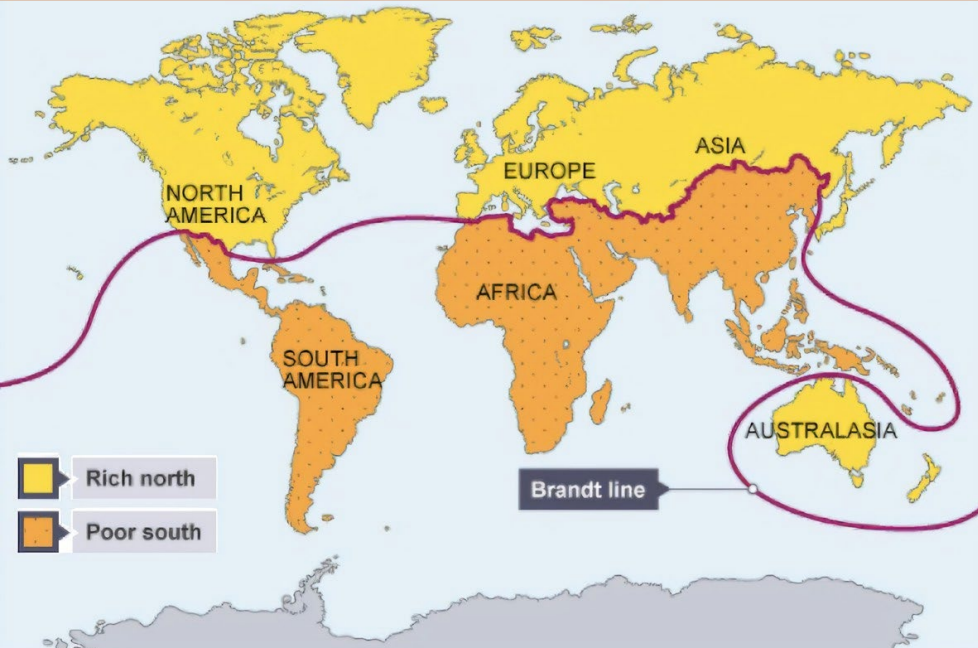 ASIA
EUROPE
NORTH
AMERICA
AFRICA
SOUTH
AMERICA
AUSTRALASIA
Rich north
Brandt line
Poor south